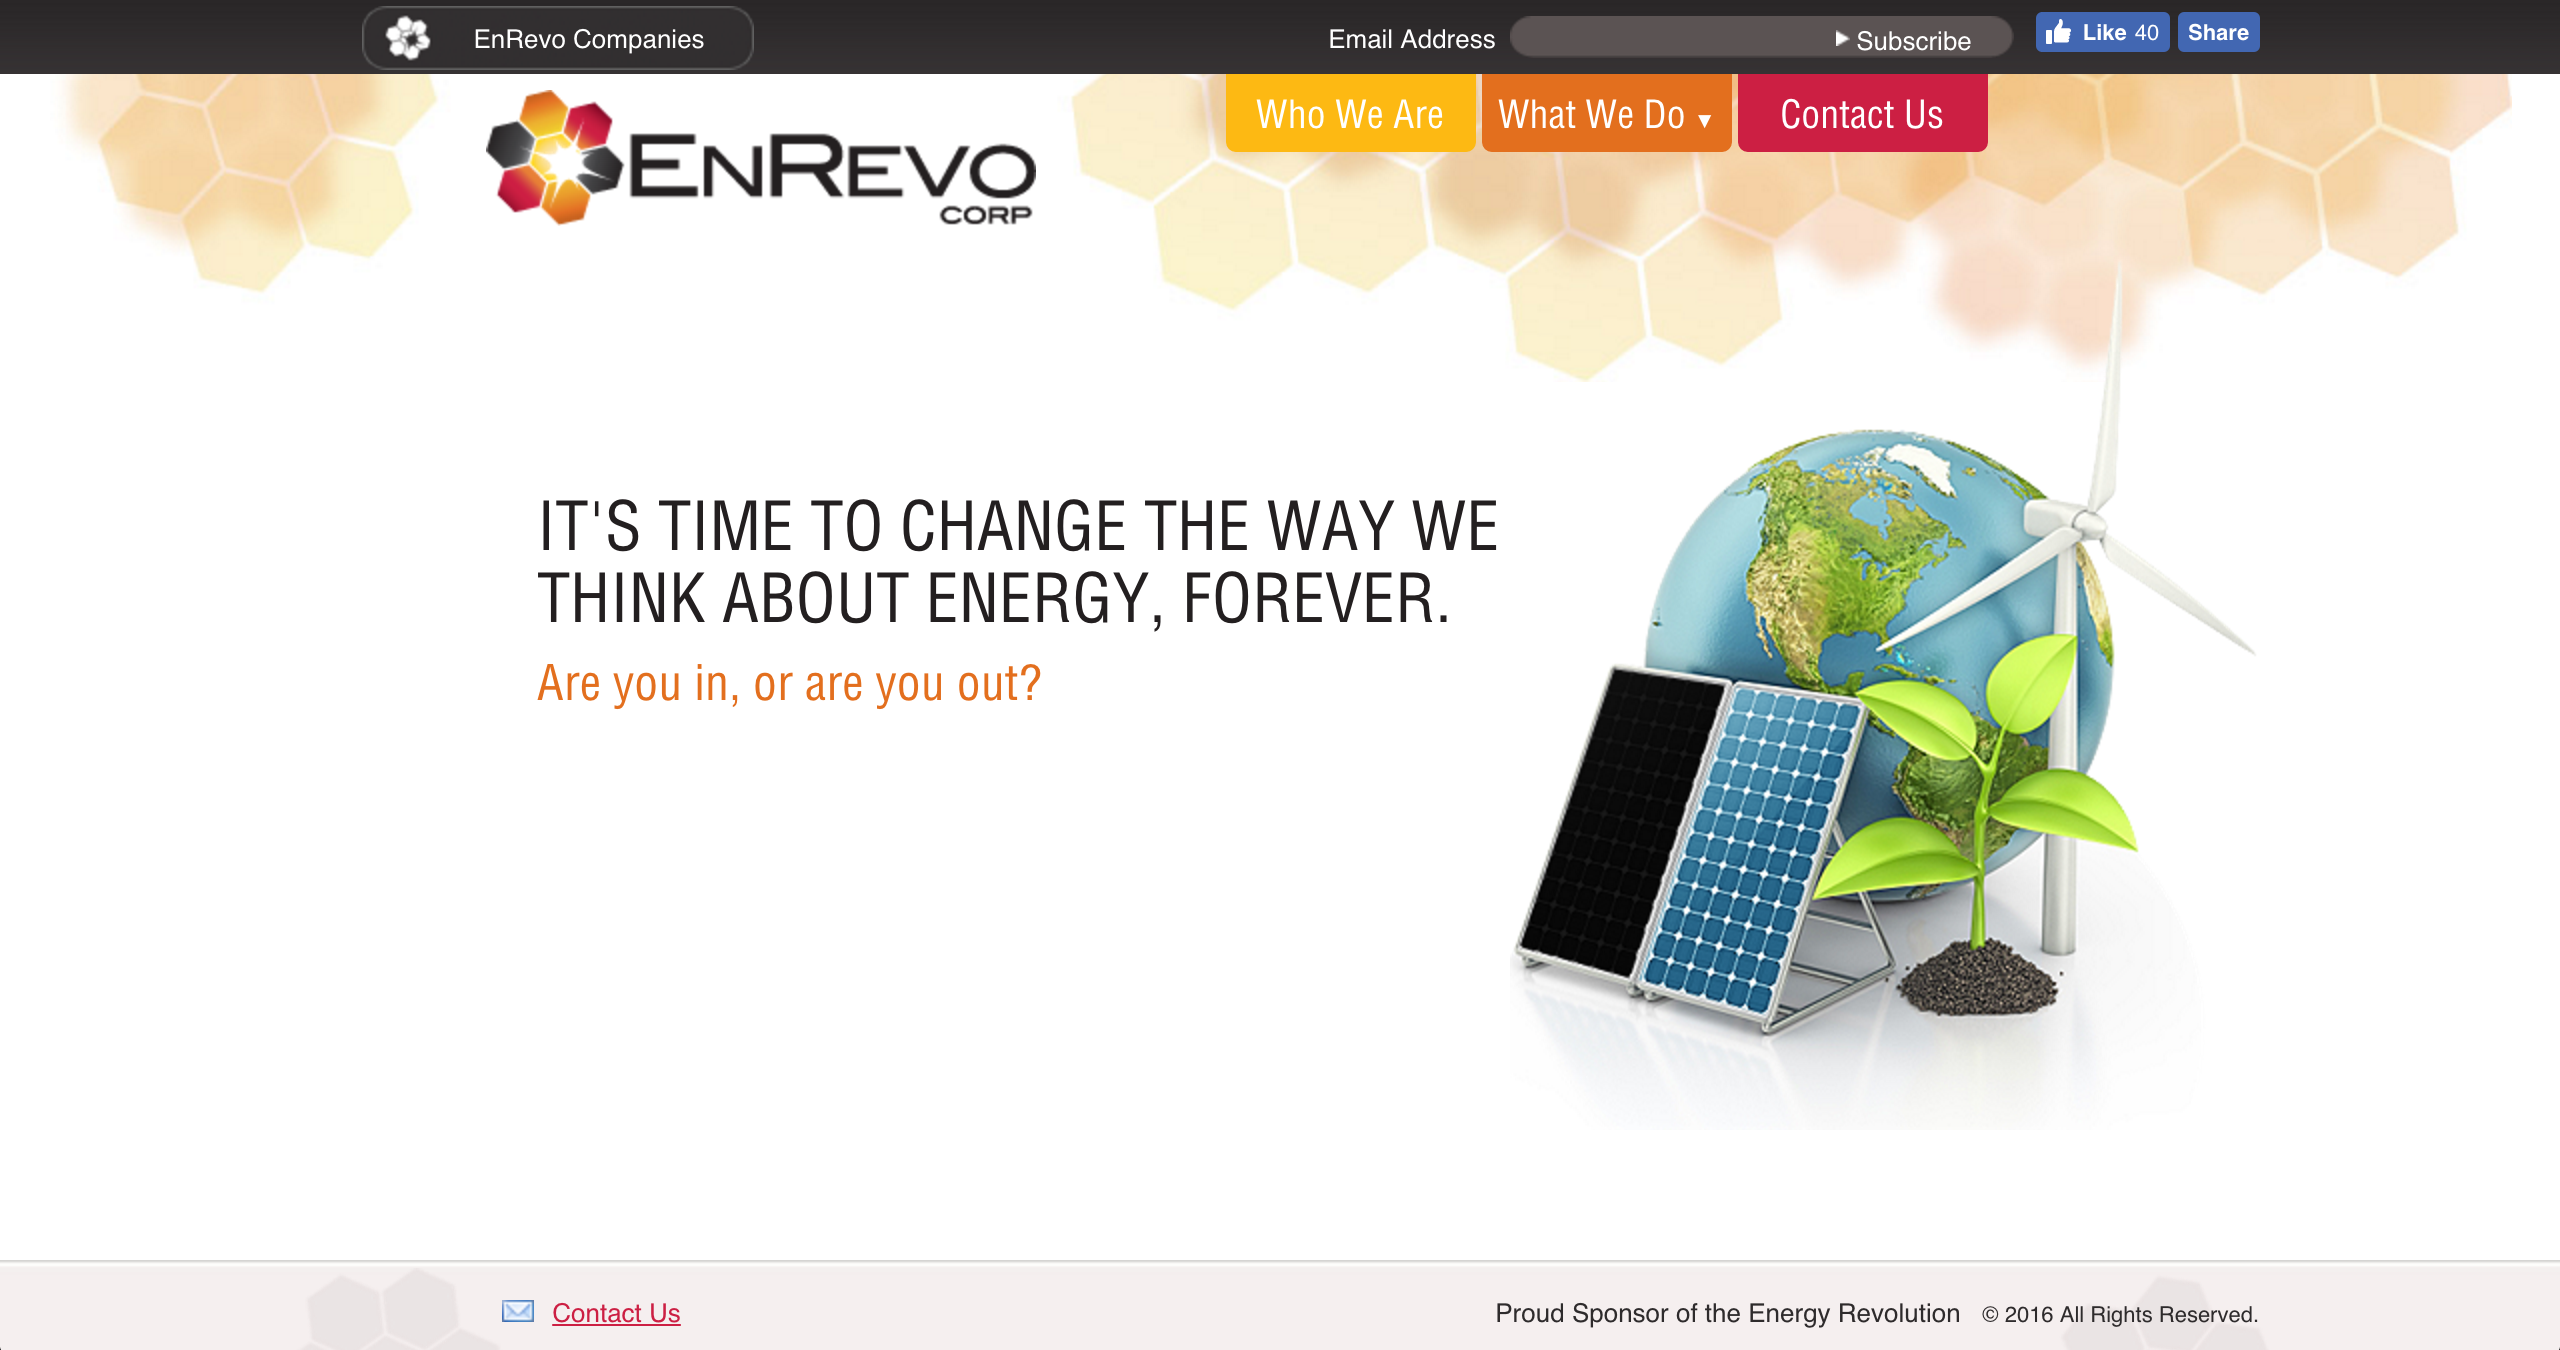 EnRevo Companies
Email Address
▶ Subscribe
Like 40
Share
Who We Are
What We Do ▼
Contact Us
ENREVO
CORP
IT'S TIME TO CHANGE THE WAY WE
THINK ABOUT ENERGY, FOREVER.
Are you in, or are you out?
Contact Us
Proud Sponsor of the Energy Revolution © 2016 All Rights Reserved.